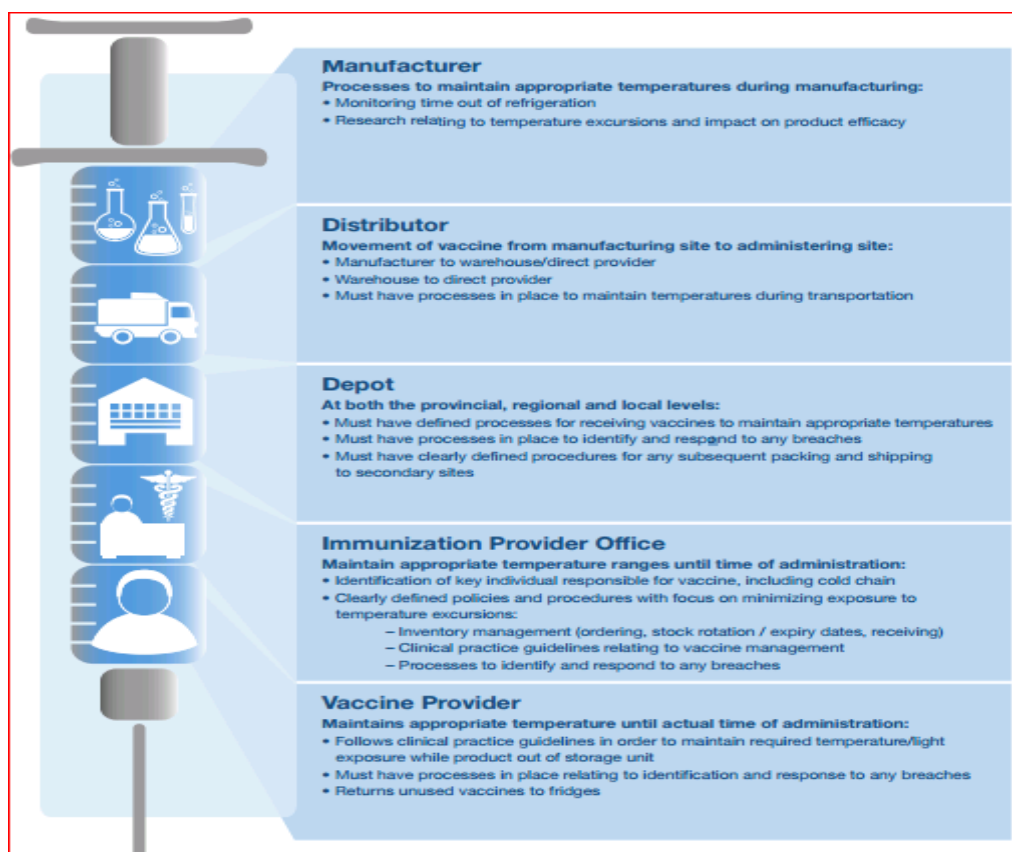 Manufacturer
Processes to maintain appropriate temperatures during manufacturing:
• Monitoring time out of refrigeration
• Research relating to temperature excursions and impact on product efficacy
Distributor
Movement of vaccine from manufacturing site to administering site:
• Manufacturer to warehouse/direct provider
• Warehouse to direct provider
• Must have processes in place to maintain temperatures during transportation
Depot
At both the provincial, regional and local levels:
• Must have defined processes for receiving vaccines to maintain appropriate temperatures
• Must have processes in place to identify and respond to any breaches
• Must have clearly defined procedures for any subsequent packing and shipping
to secondary sites
Immunization Provider Office
Maintain appropriate temperature ranges until time of administration:
• Identification of key individual responsible for vaccine, including cold chain
• Clearly defined policies and procedures with focus on minimizing exposure to
temperature excursions:
– Inventory management (ordering, stock rotation / expiry dates, receiving)
– Clinical practice guidelines relating to vaccine management
– Processes to identify and respond to any breaches
Vaccine Provider
Maintains appropriate temperature until actual time of administration:
• Follows clinical practice guidelines in order to maintain required temperature/light
exposure while product out of storage unit
• Must have processes in place relating to identification and response to any breaches
• Returns unused vaccines to fridges